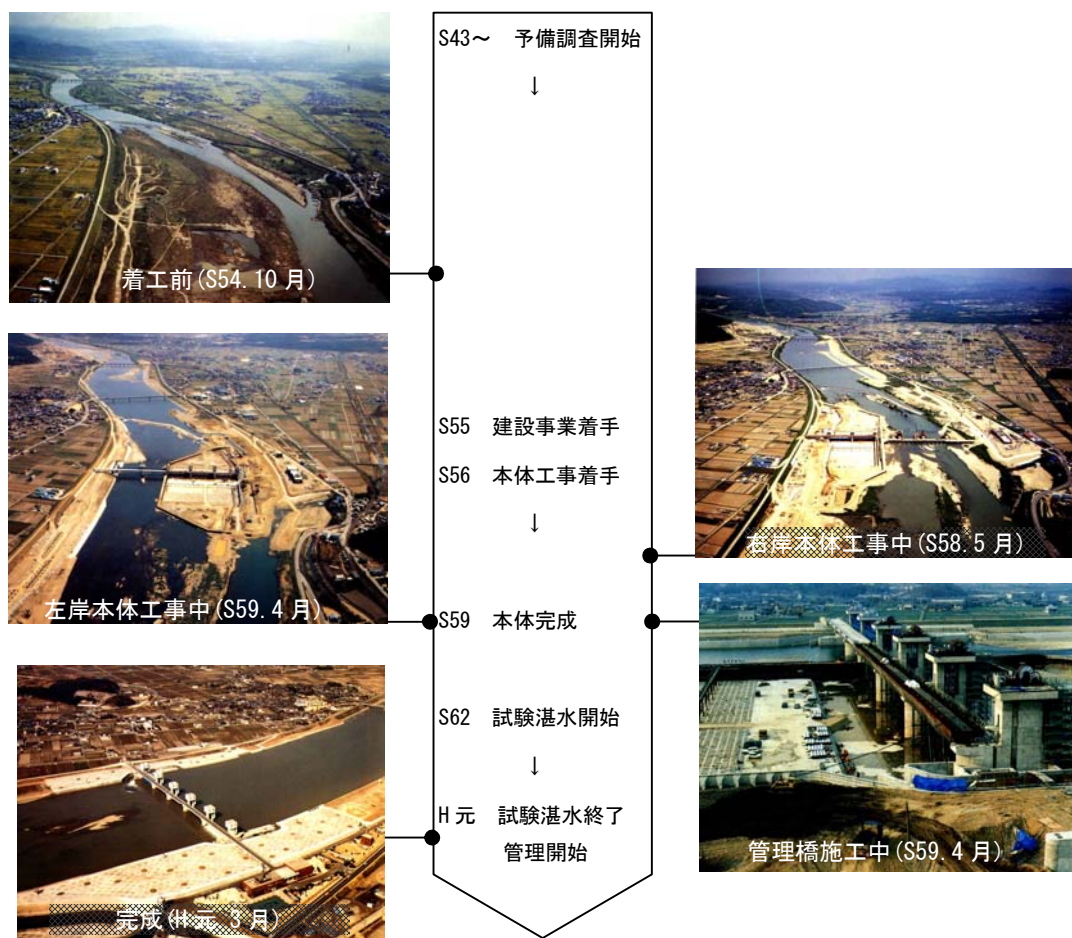 S43～ 予備調査開始
↓
着工前(S54.10月)
S55 建設事業着手
S56 本体工事着手
↓
右岸本体工事中(S58.5月)
左岸本体工事中(S59.4月)
S59 本体完成
S62 試験湛水開始
↓
H元 試験湛水終了
管理開始
管理橋施工中(S59.4月)
完成(H元.3月)